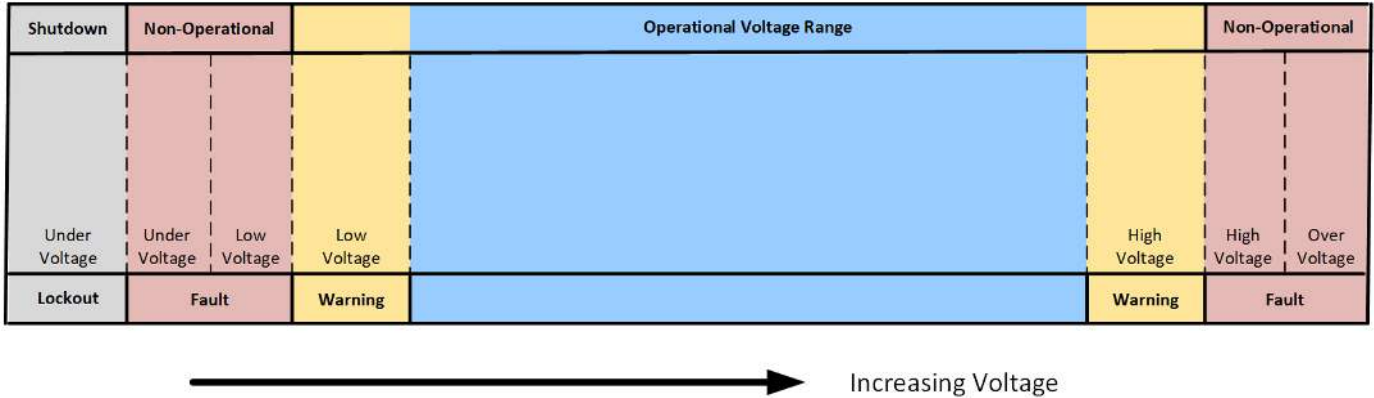 Shutdown
Non-Operational
Operational Voltage Range
Non-Operational
Under
Voltage
Under
Voltage
Low
Voltage
Low
Voltage
High
Voltage
High
Voltage
Over
Voltage
Lockout
Fault
Warning
Warning
Fault
Increasing Voltage